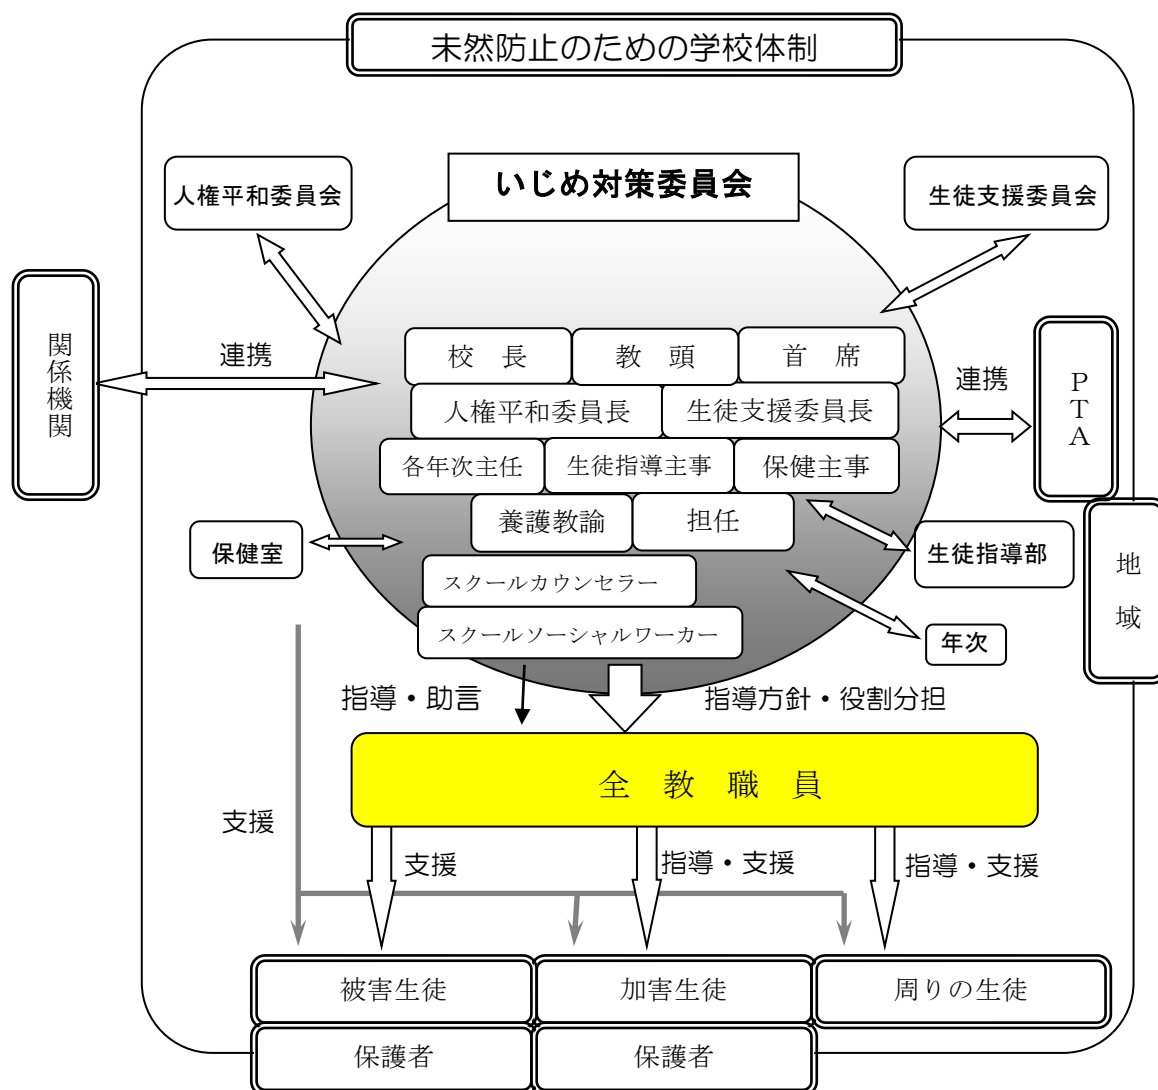 未然防止のための学校体制
いじめ対策委員会
人権平和委員会
生徒支援委員会
関係機関
連携
校　長
教　頭
首　席
連携
PTA
人権平和委員長
生徒支援委員長
各年次主任
生徒指導主事
保健主事
養護教諭
担任
保健室
生徒指導部
地域
スクールカウンセラー
スクールソーシャルワーカー
年次
指導・助言
指導方針・役割分担
全　教　職　員
支援
支援
指導・支援
指導・支援
被害生徒
加害生徒
周りの生徒
保護者
保護者